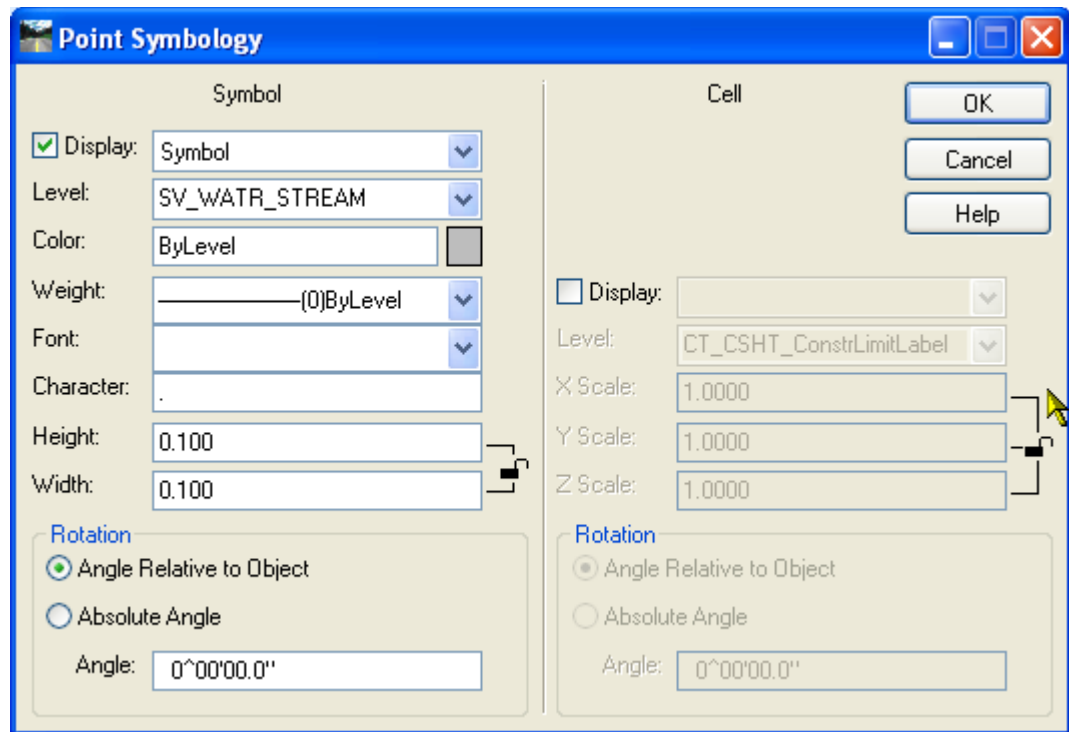 Point Symbology
Symbol
Display: Symbol
Level: SV_WATR_STREAM
Color: ByLevel
Weight: (0)ByLevel
Font:
Character: .
Height: 0.100
Width: 0.100
Rotation
Angle Relative to Object
Absolute Angle
Angle: 0^00'00.0"
Cell
OK
Cancel
Help
Display:
Level: CT_CSHT_ConstrLimitLabel
X Scale: 1.0000
Y Scale: 1.0000
Z Scale: 1.0000
Rotation
Angle Relative to Object
Absolute Angle
Angle: 0^00'00.0"